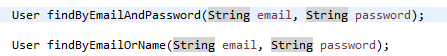 User findByEmailAndPassword(String email, String password);
User findByEmailOrName(String email, String password);